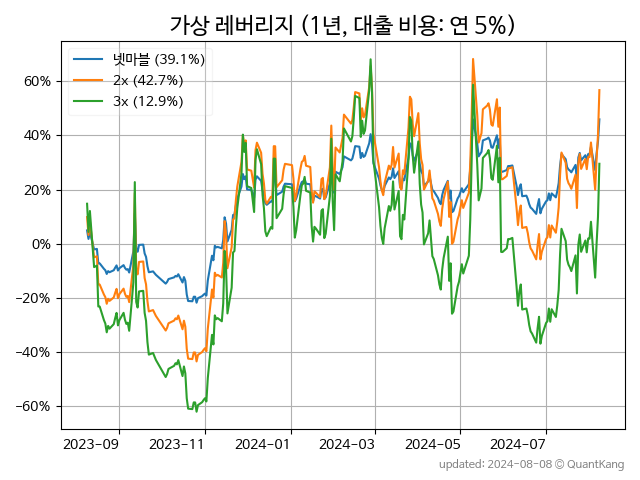 가상 레버리지 (1년, 대출 비용: 연 5%)
넷마블 (39.1%)
2x (42.7%)
3x (12.9%)
60%
40%
20%
0%
−20%
−40%
−60%
2023-09 2023-11 2024-01 2024-03 2024-05 2024-07
updated: 2024-08-08 © QuantKang